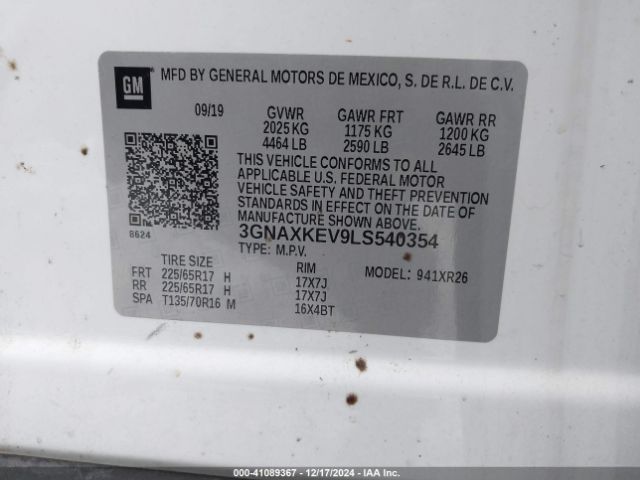 GM
MFD BY GENERAL MOTORS DE MEXICO, S. DE R.L. DE C.V.
09/19 GVWR GAWR FRT GAWR RR
2025 KG 1175 KG 1200 KG
4464 LB 2590 LB 2645 LB
THIS VEHICLE CONFORMS TO ALL
APPLICABLE U.S. FEDERAL MOTOR
VEHICLE SAFETY AND THEFT PREVENTION
STANDARDS IN EFFECT ON THE DATE OF
MANUFACTURE SHOWN ABOVE.
8624 3GNAXKEV9LS540354
TYPE: M.P.V.
TIRE SIZE RIM MODEL: 941XR26
FRT 225/65R17 H 17X7J
RR 225/65R17 H 17X7J
SPA T135/70R16 M 16X4BT
IAA - 41089367 - 12/17/2024 - IAAI.COM